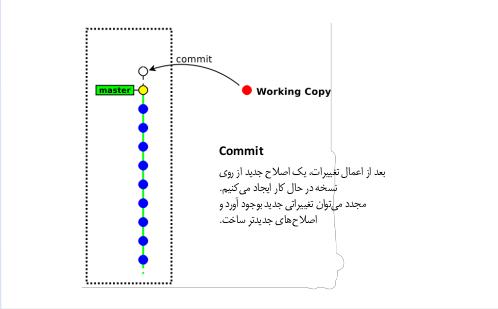 commit
master
Working Copy
Commit
بعد از اعمال تغییرات، یک اصلاح جدید از روی
نسخه در حال کار ایجاد می‌کنیم.
مجدد می‌توان تغییراتی جدید بوجود آورد و
اصلاح‌های جدیدتر ساخت.